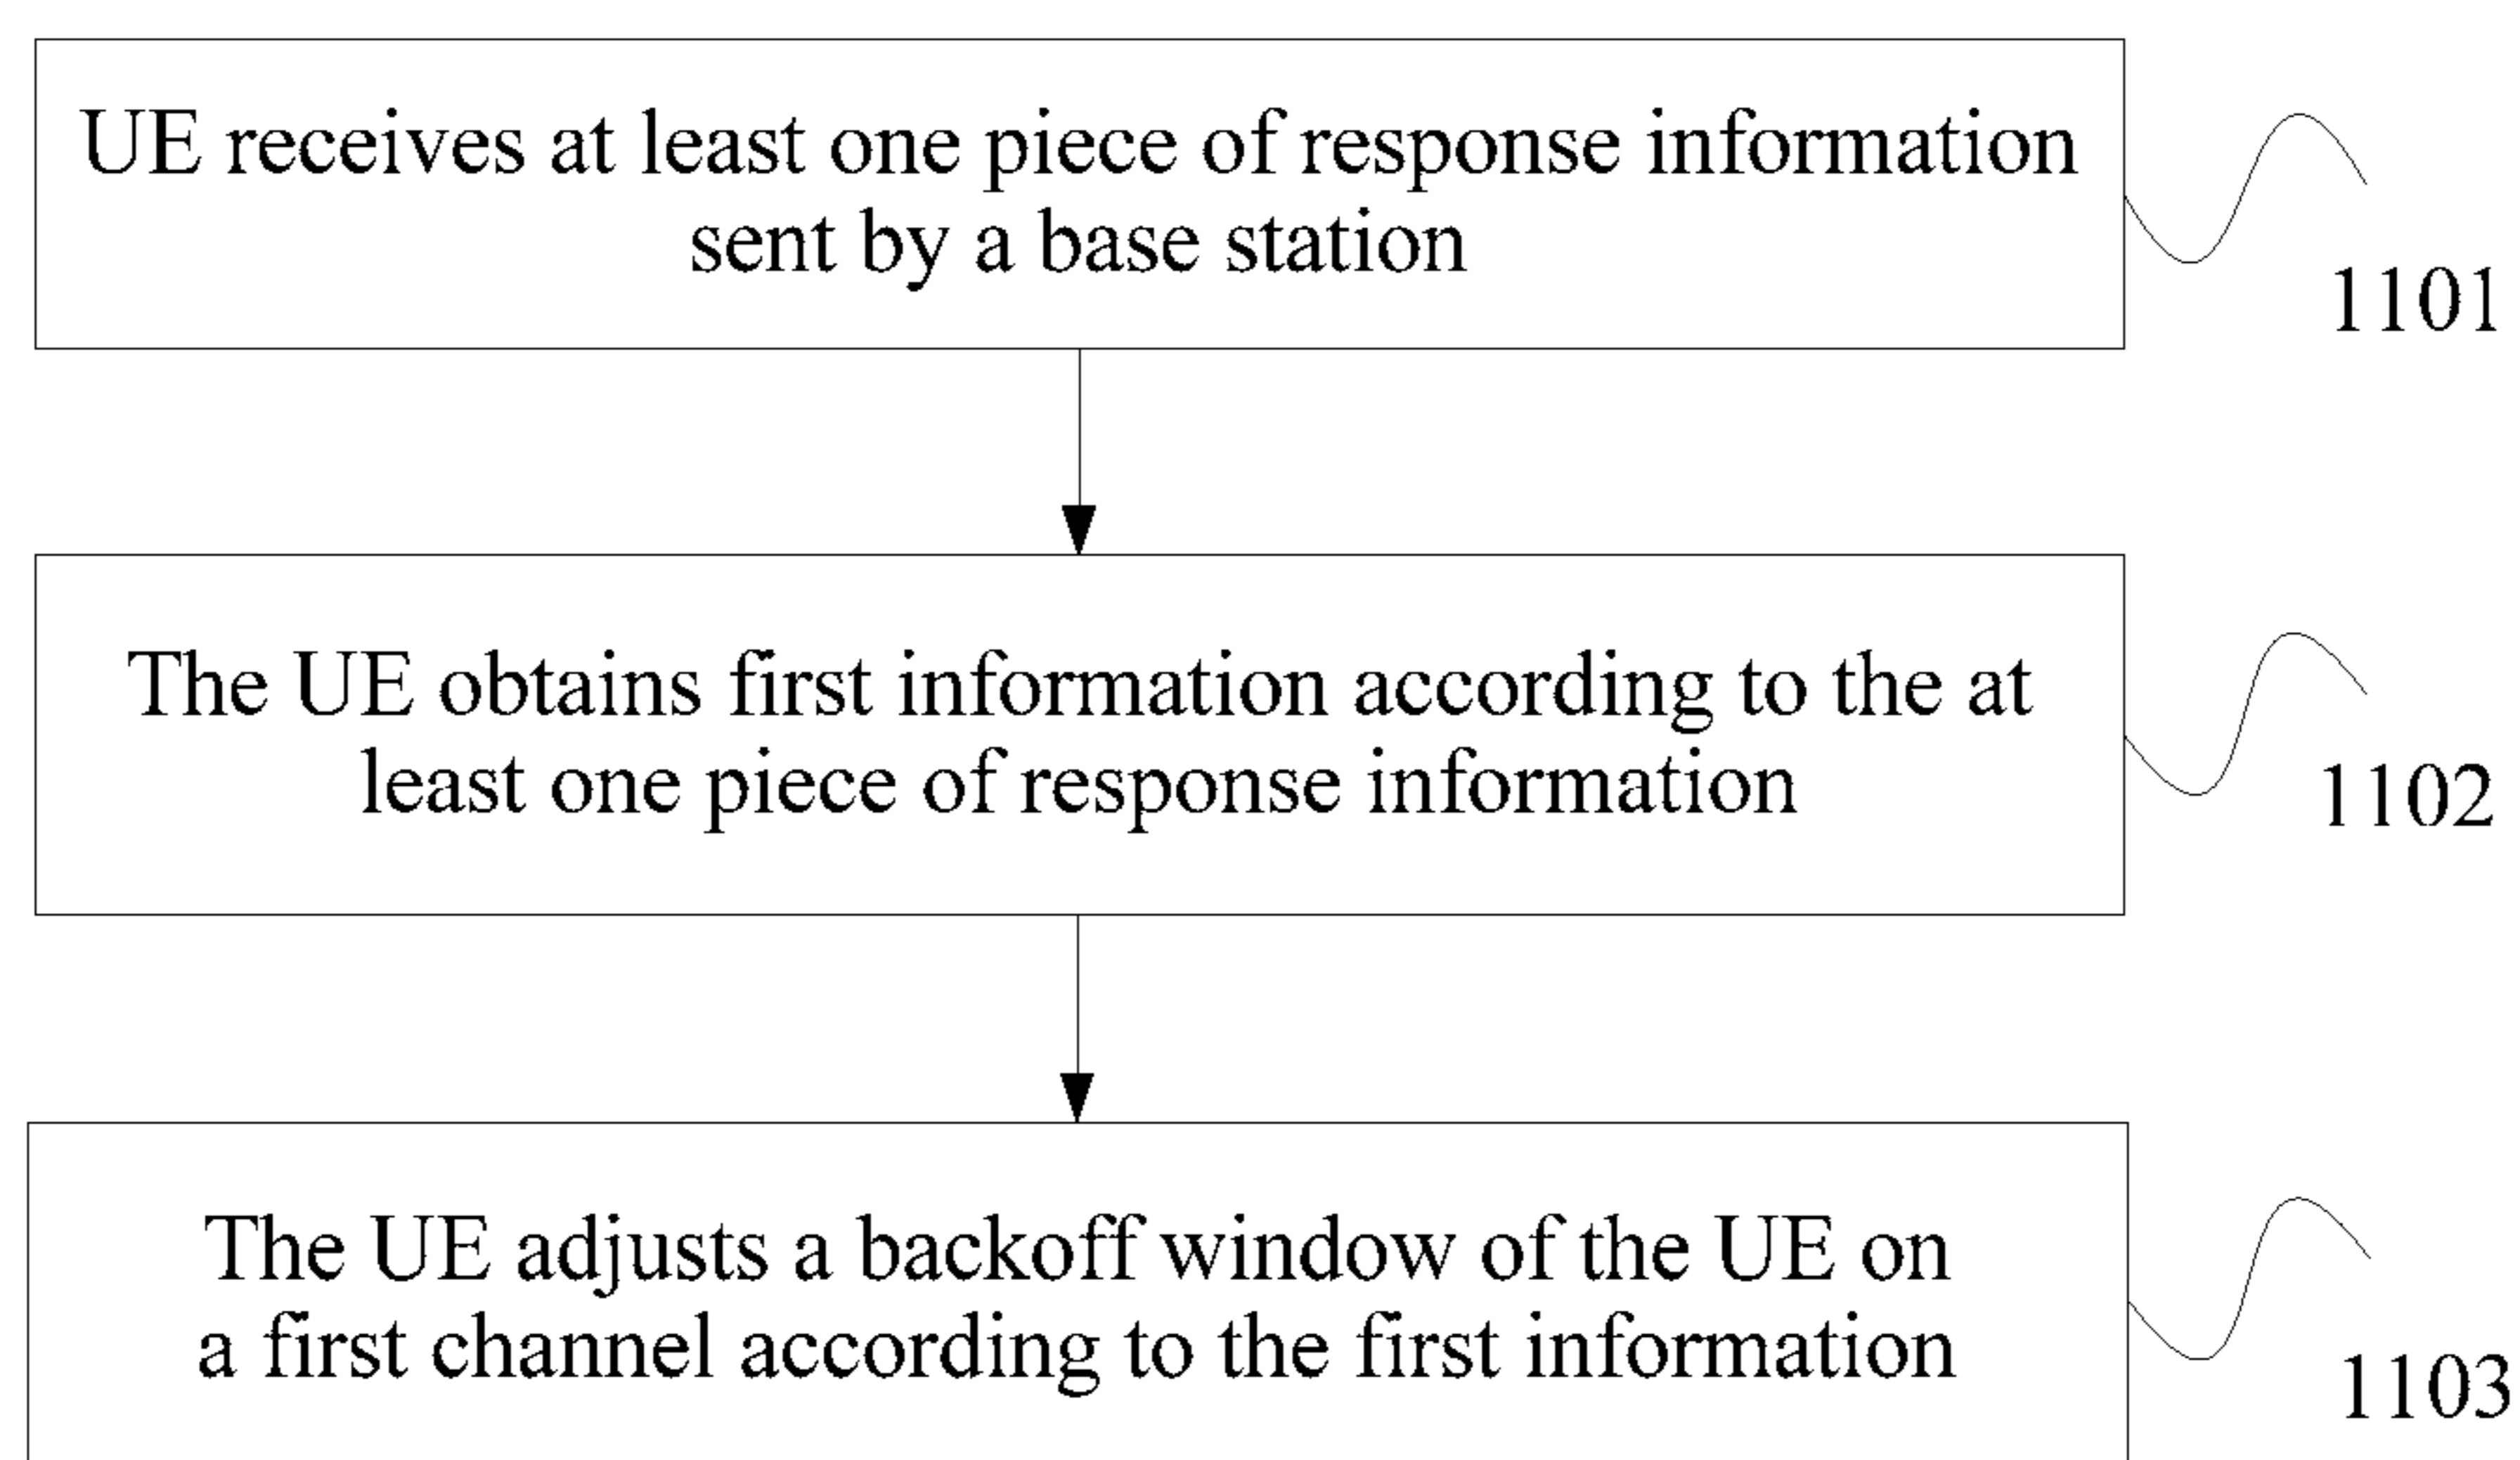 UE receives at least one piece of response information
sent by a base station
1101
The UE obtains first information according to the at
least one piece of response information
1102
The UE adjusts a backoff window of the UE on
a first channel according to the first information
1103